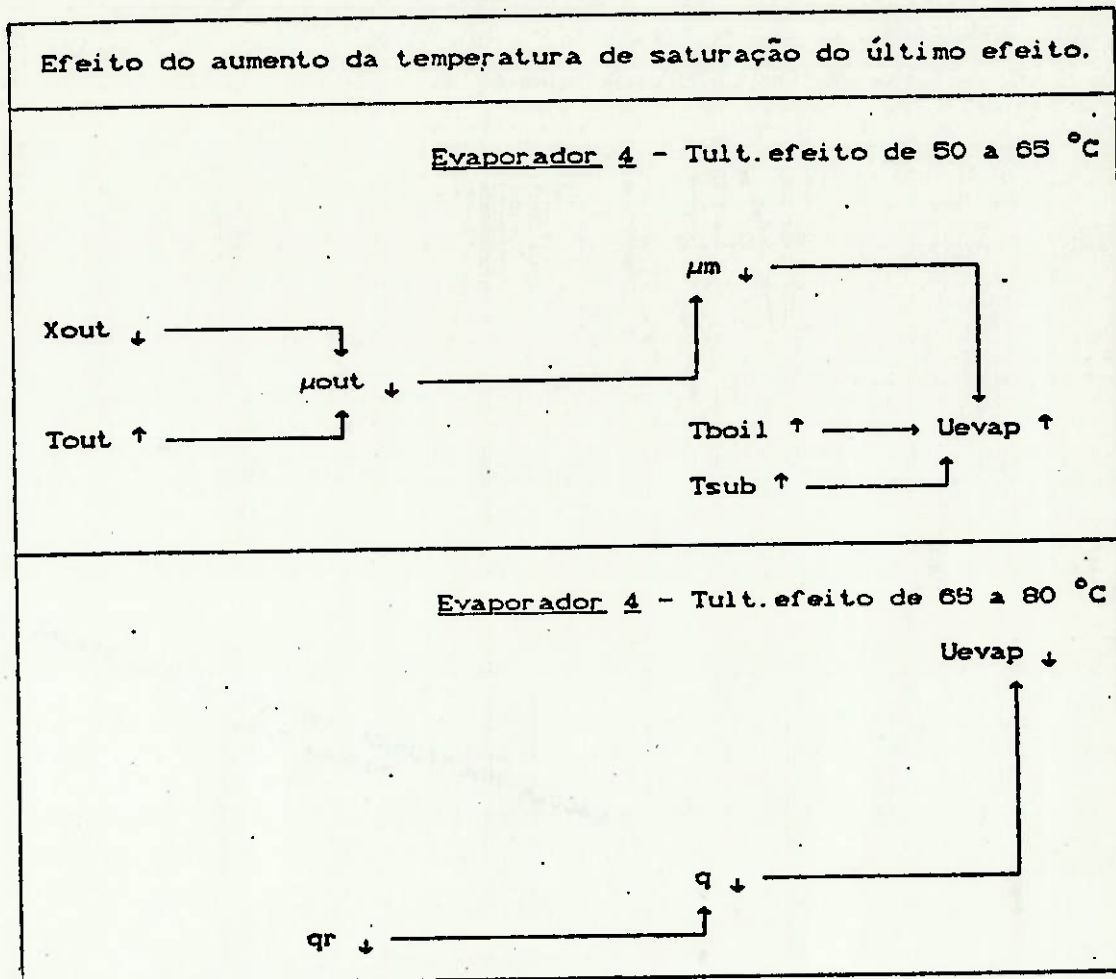 Efeito do aumento da temperatura de saturação do último efeito.
Evaporador 4 - Tult.efeito de 50 a 65 °C
μm ↓
Xout ↓
μout ↓
Tout ↑
Tboil ↑
Uevap ↑
Tsub ↑
Evaporador 4 - Tult.efeito de 65 a 80 °C
Uevap ↓
q ↓
qr ↓